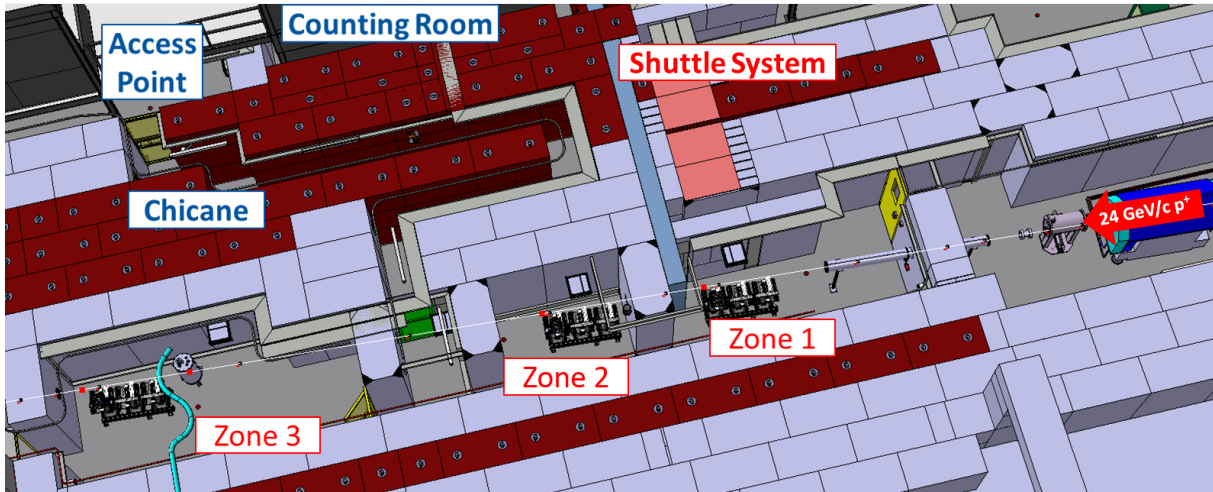 Counting Room
Access
Point
Shuttle System
Chicane
24 GeV/c p⁺
Zone 1
Zone 2
Zone 3